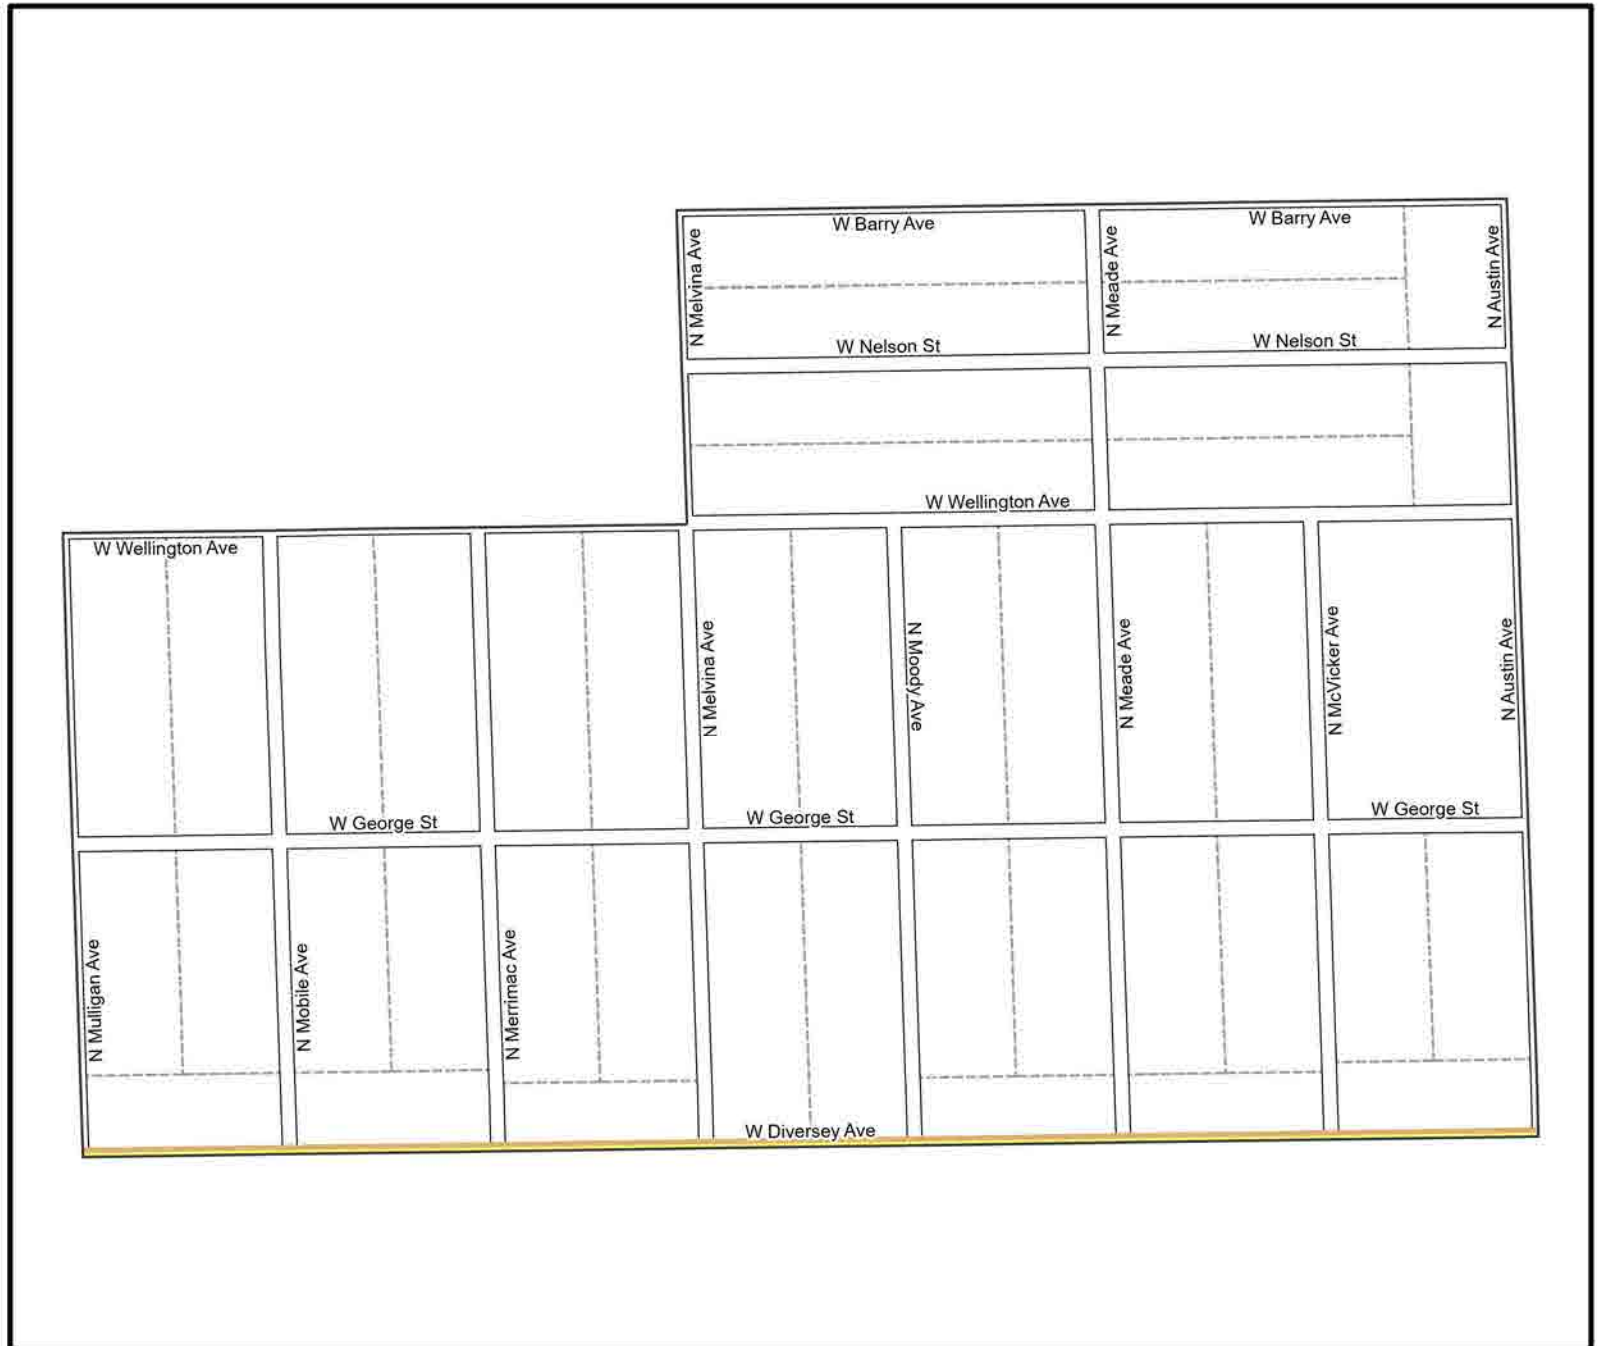 W Barry Ave
W Barry Ave
N Melvina Ave
N Meade Ave
N Austin Ave
W Nelson St
W Nelson St
W Wellington Ave
W Wellington Ave
N Melvina Ave
N Moody Ave
N Meade Ave
N McVicker Ave
N Austin Ave
W George St
W George St
W George St
N Mulligan Ave
N Mobile Ave
N Merrimac Ave
W Diversey Ave